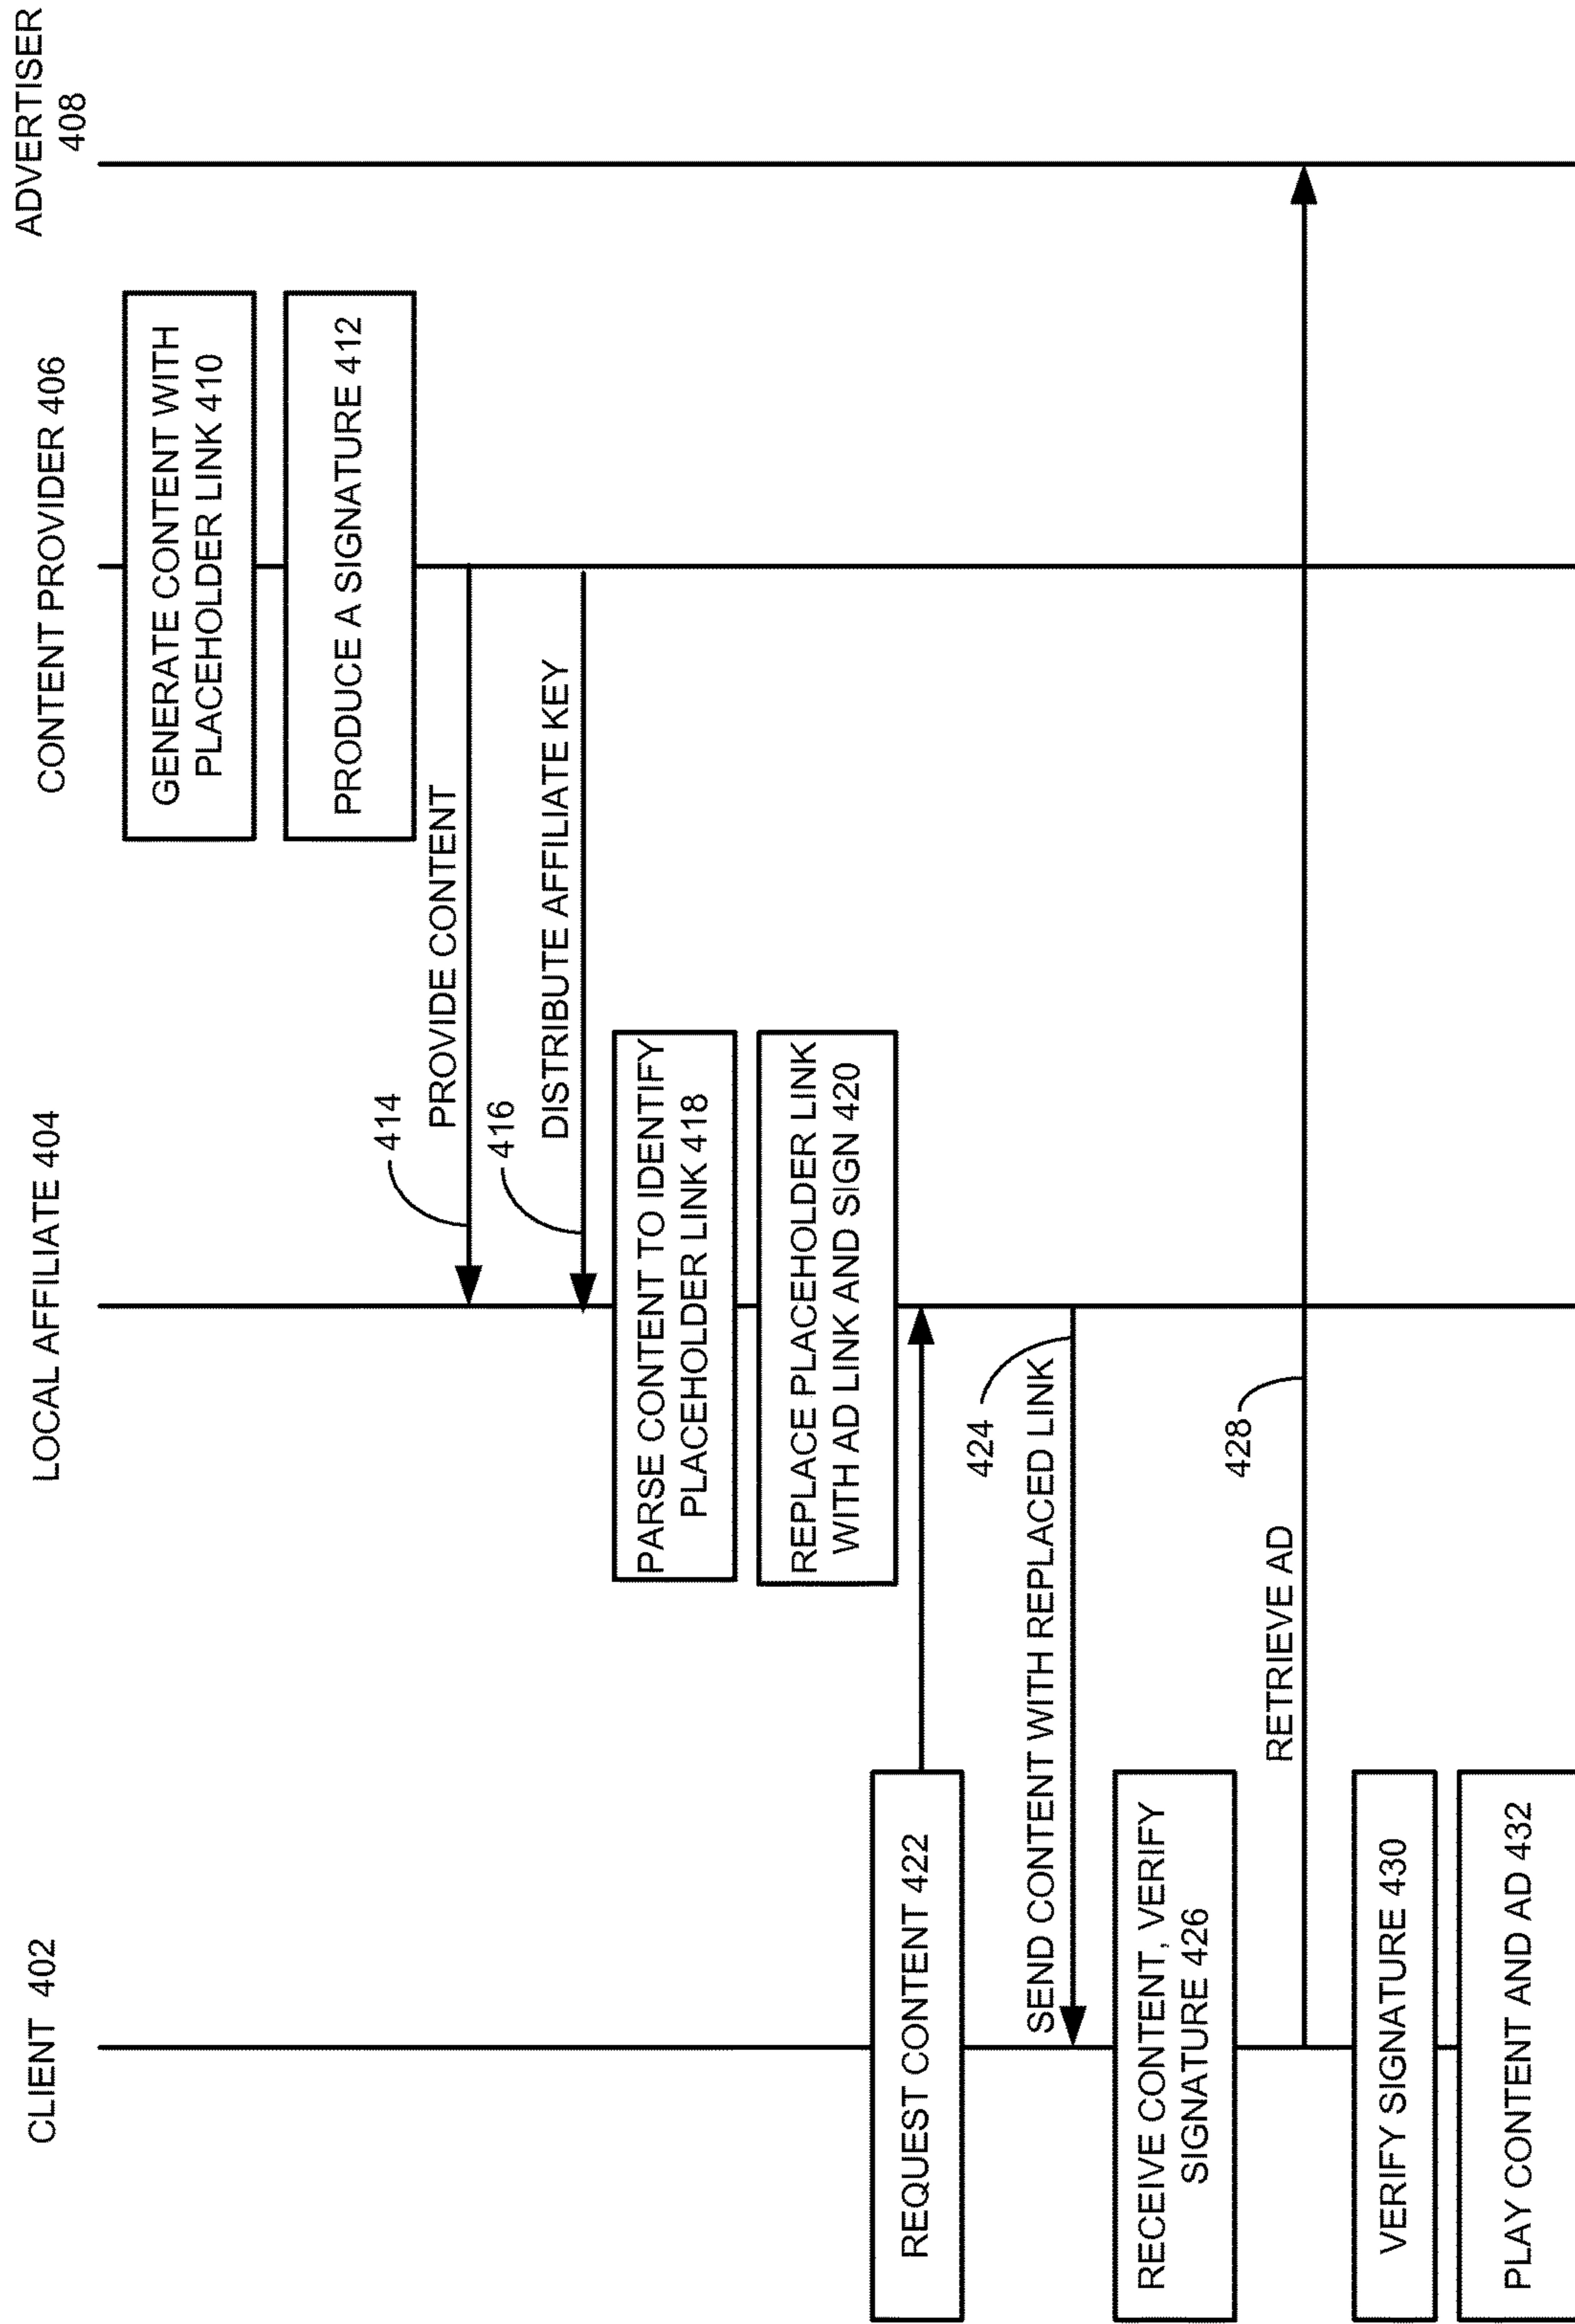 CLIENT 402
LOCAL AFFILIATE 404
CONTENT PROVIDER 406
ADVERTISER
408
GENERATE CONTENT WITH
PLACEHOLDER LINK 410
PRODUCE A SIGNATURE 412
414
PROVIDE CONTENT
416
DISTRIBUTE AFFILIATE KEY
PARSE CONTENT TO IDENTIFY
PLACEHOLDER LINK 418
REPLACE PLACEHOLDER LINK
WITH AD LINK AND SIGN 420
REQUEST CONTENT 422
424
SEND CONTENT WITH REPLACED LINK
RECEIVE CONTENT, VERIFY
SIGNATURE 426
428
RETRIEVE AD
VERIFY SIGNATURE 430
PLAY CONTENT AND AD 432